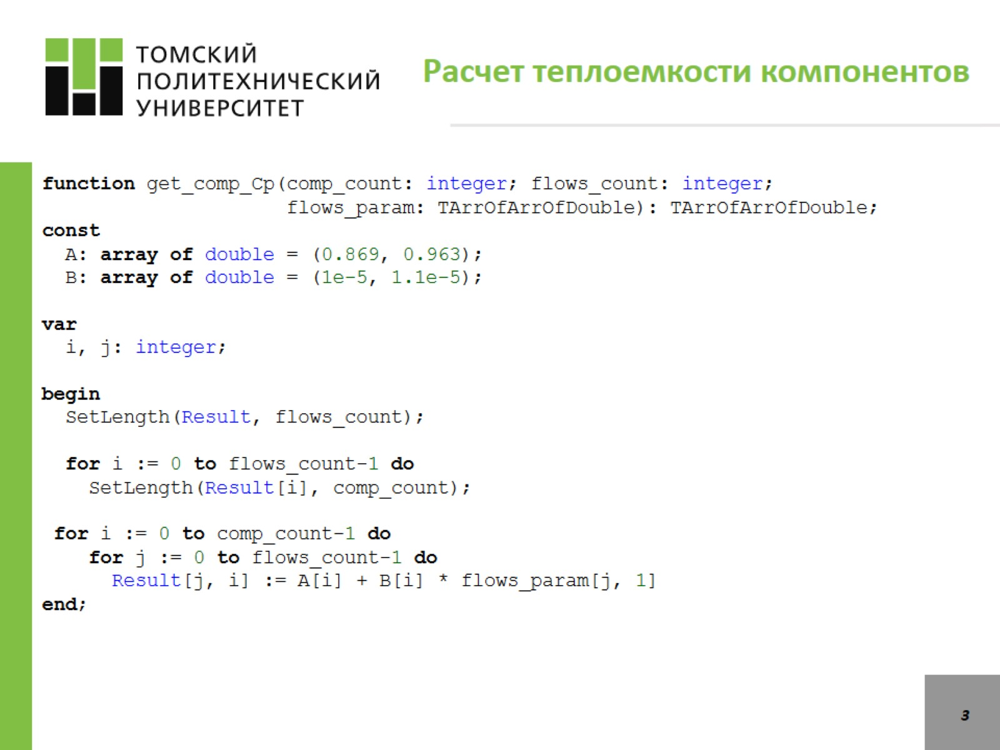 ТОМСКИЙ
ПОЛИТЕХНИЧЕСКИЙ
УНИВЕРСИТЕТ
Расчет теплоемкости компонентов
function get_comp_Cp(comp_count: integer; flows_count: integer;
                     flows_param: TArrOfArrOfDouble): TArrOfArrOfDouble;
const
  A: array of double = (0.869, 0.963);
  B: array of double = (1e-5, 1.1e-5);
var
  i, j: integer;
begin
  SetLength(Result, flows_count);
  for i := 0 to flows_count-1 do
    SetLength(Result[i], comp_count);
 for i := 0 to comp_count-1 do
    for j := 0 to flows_count-1 do
      Result[j, i] := A[i] + B[i] * flows_param[j, 1]
end;
3